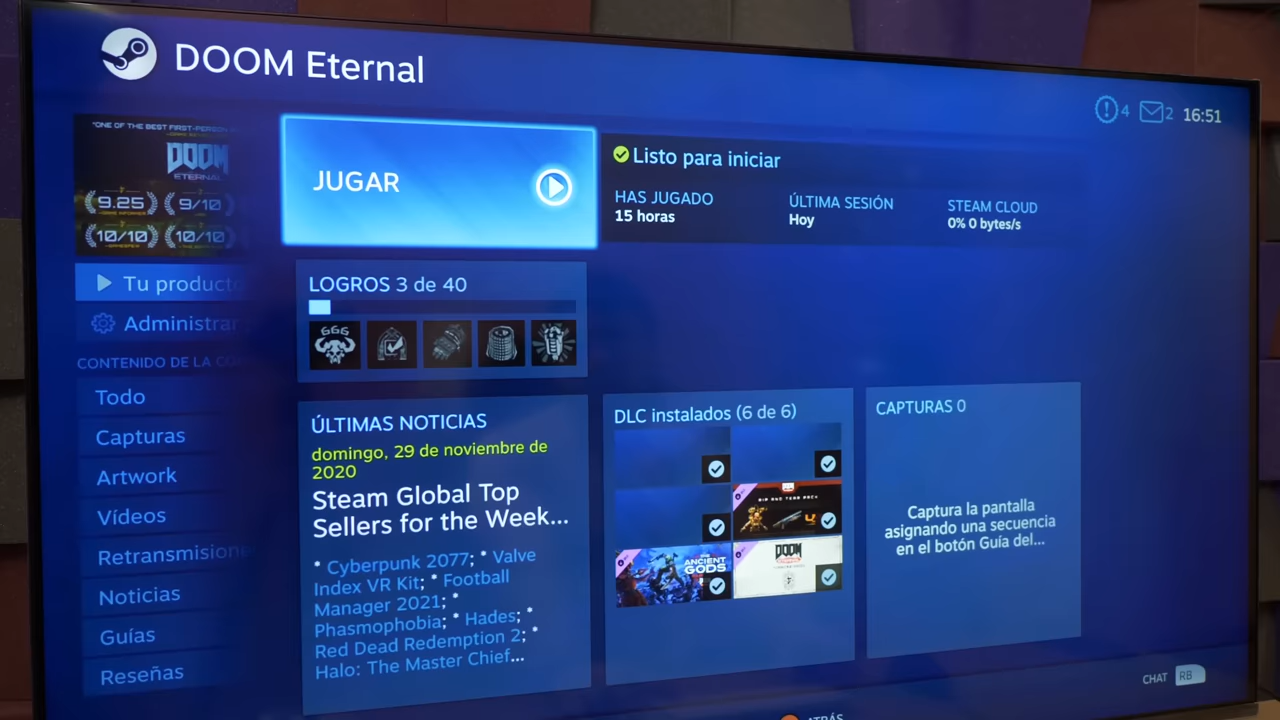 DOOM Eternal
4
2
16:51
"ONE OF THE BEST FIRST-PERSON
DOOM
ETERNAL
9.25
9/10
10/10
10/10
JUGAR
Listo para iniciar
HAS JUGADO
15 horas
ÚLTIMA SESIÓN
Hoy
STEAM CLOUD
0% 0 bytes/s
Tu producto
Administrar
CONTENIDO DE LA CO
Todo
Capturas
Artwork
Vídeos
Retransmisione
Noticias
Guías
Reseñas
LOGROS 3 de 40
666
ÚLTIMAS NOTICIAS
domingo, 29 de noviembre de
2020
Steam Global Top
Sellers for the Week...
* Cyberpunk 2077; * Valve
Index VR Kit; * Football
Manager 2021; *
Phasmophobia; * Hades; *
Red Dead Redemption 2; *
Halo: The Master Chief...
DLC instalados (6 de 6)
RIP AND TEAR PACK
THE
ANCIENT
GODS
DOOM
CAPTURAS 0
Captura la pantalla
asignando una secuencia
en el botón Guía del...
CHAT RB
ATRÁS